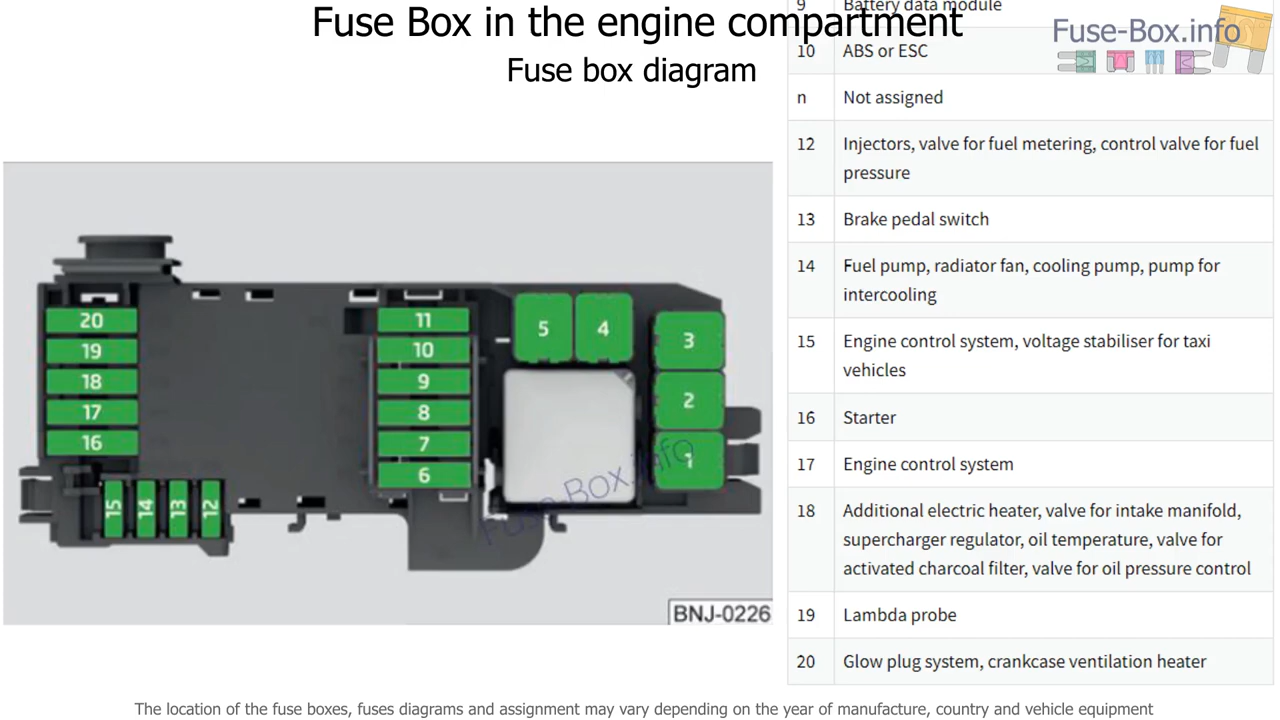 Fuse Box in the engine compartment
Fuse box diagram
Fuse-Box.info
9 Battery data module
10 ABS or ESC
n Not assigned
12 Injectors, valve for fuel metering, control valve for fuel
pressure
13 Brake pedal switch
14 Fuel pump, radiator fan, cooling pump, pump for
intercooling
15 Engine control system, voltage stabiliser for taxi
vehicles
16 Starter
17 Engine control system
18 Additional electric heater, valve for intake manifold,
supercharger regulator, oil temperature, valve for
activated charcoal filter, valve for oil pressure control
19 Lambda probe
20 Glow plug system, crankcase ventilation heater
20
19
18
17
16
15 14 13 12
11
10
9
8
7
6
5 4
3
2
1
Fuse-Box.info
BNJ-0226
The location of the fuse boxes, fuses diagrams and assignment may vary depending on the year of manufacture, country and vehicle equipment